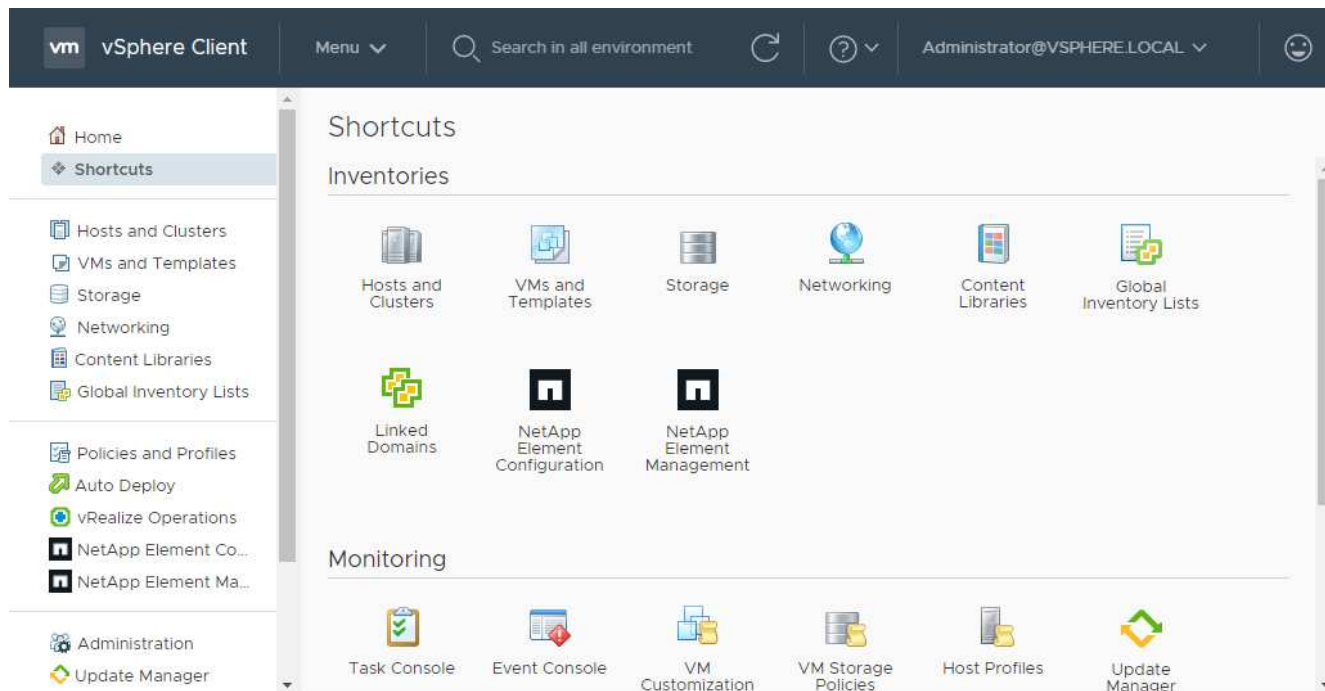 vm vSphere Client Menu Search in all environment Administrator@VSPHERE.LOCAL
Home
Shortcuts
Hosts and Clusters
VMs and Templates
Storage
Networking
Content Libraries
Global Inventory Lists
Policies and Profiles
Auto Deploy
vRealize Operations
NetApp Element Co...
NetApp Element Ma...
Administration
Update Manager
Shortcuts
Inventories
Hosts and
Clusters
VMs and
Templates
Storage
Networking
Content
Libraries
Global
Inventory Lists
Linked
Domains
NetApp
Element
Configuration
NetApp
Element
Management
Monitoring
Task Console
Event Console
VM
Customization
VM Storage
Policies
Host Profiles
Update
Manager